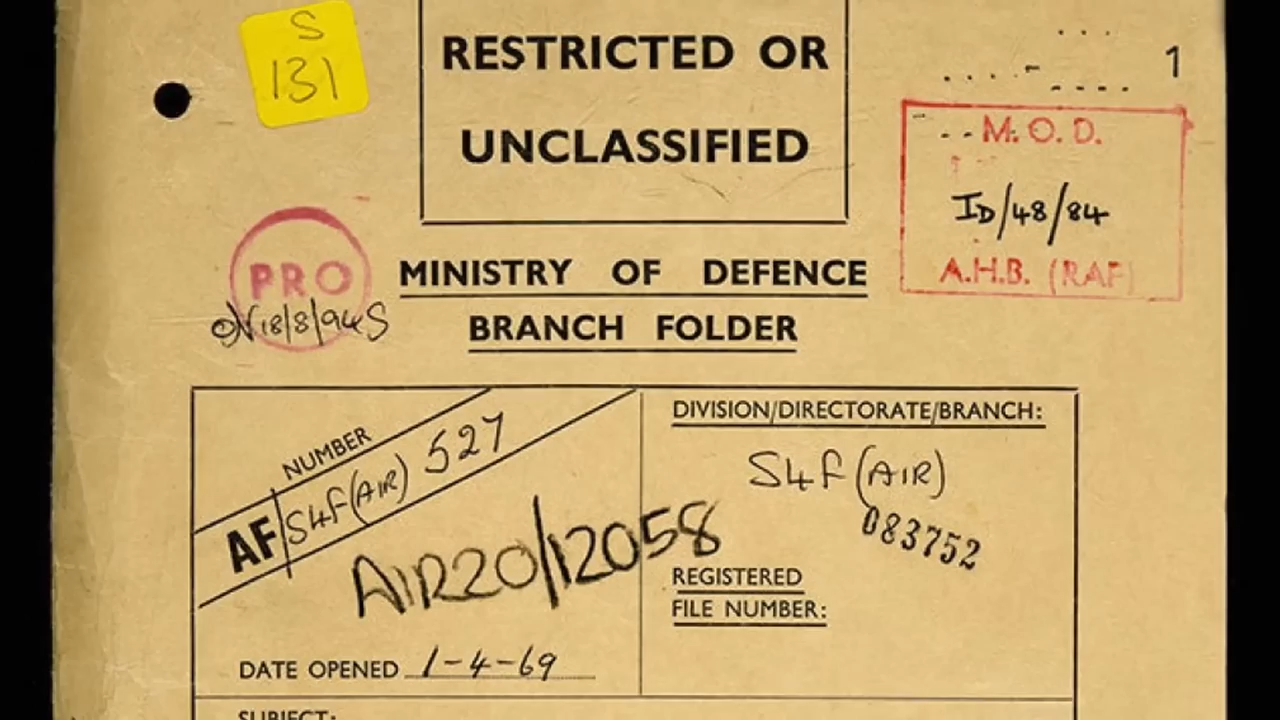 S
131
RESTRICTED OR
UNCLASSIFIED
1
M.O.D.
ID/48/84
A.H.B. (RAF)
PRO
18/8/94
MINISTRY OF DEFENCE
BRANCH FOLDER
NUMBER
AF S4F(AIR) 527
AIR20/12058
DATE OPENED 1-4-69
DIVISION/DIRECTORATE/BRANCH:
S4F(AIR)
083752
REGISTERED
FILE NUMBER:
SUBJECT: